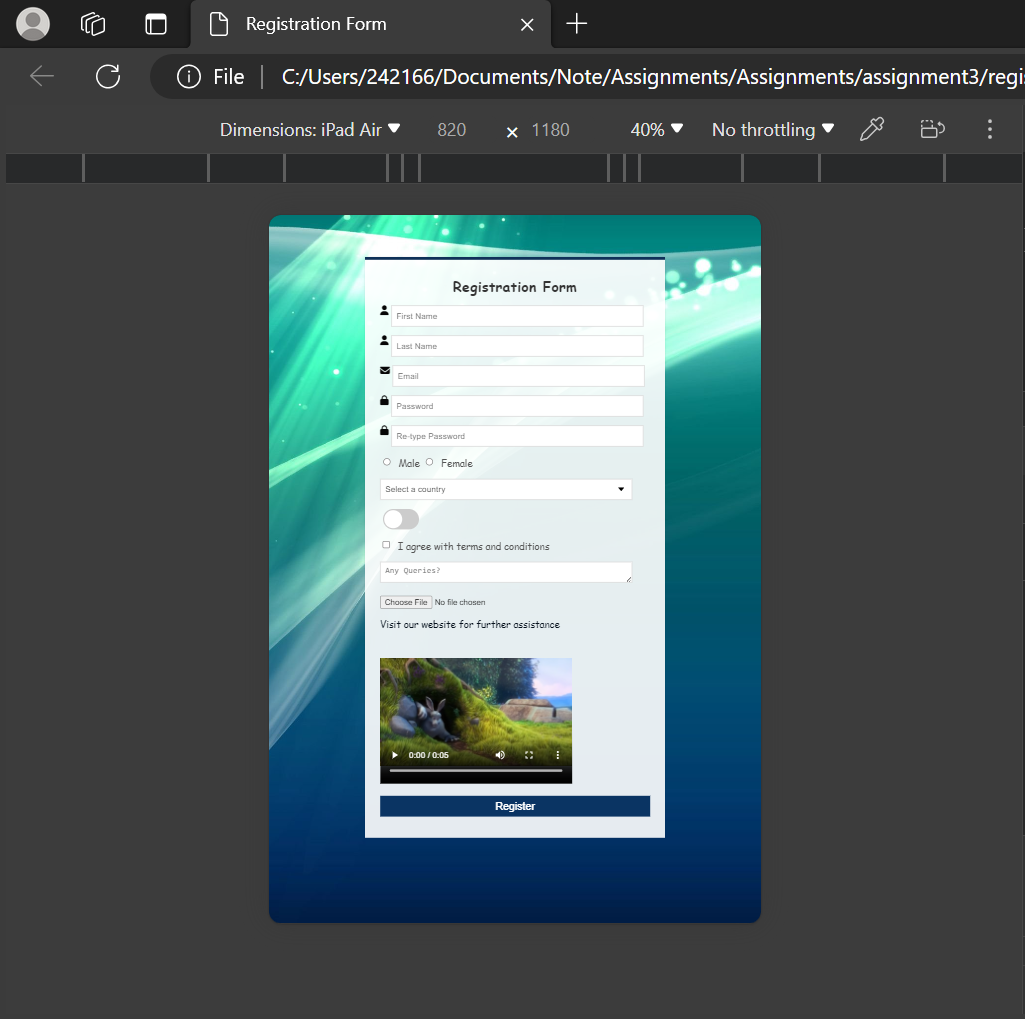 Registration Form
File C:/Users/242166/Documents/Note/Assignments/Assignments/assignment3/regi
Dimensions: iPad Air 820 × 1180 40% No throttling
Registration Form
First Name
Last Name
Email
Password
Re-type Password
Male Female
Select a country
I agree with terms and conditions
Any Queries?
Choose File No file chosen
Visit our website for further assistance
0:00 / 0:05
Register